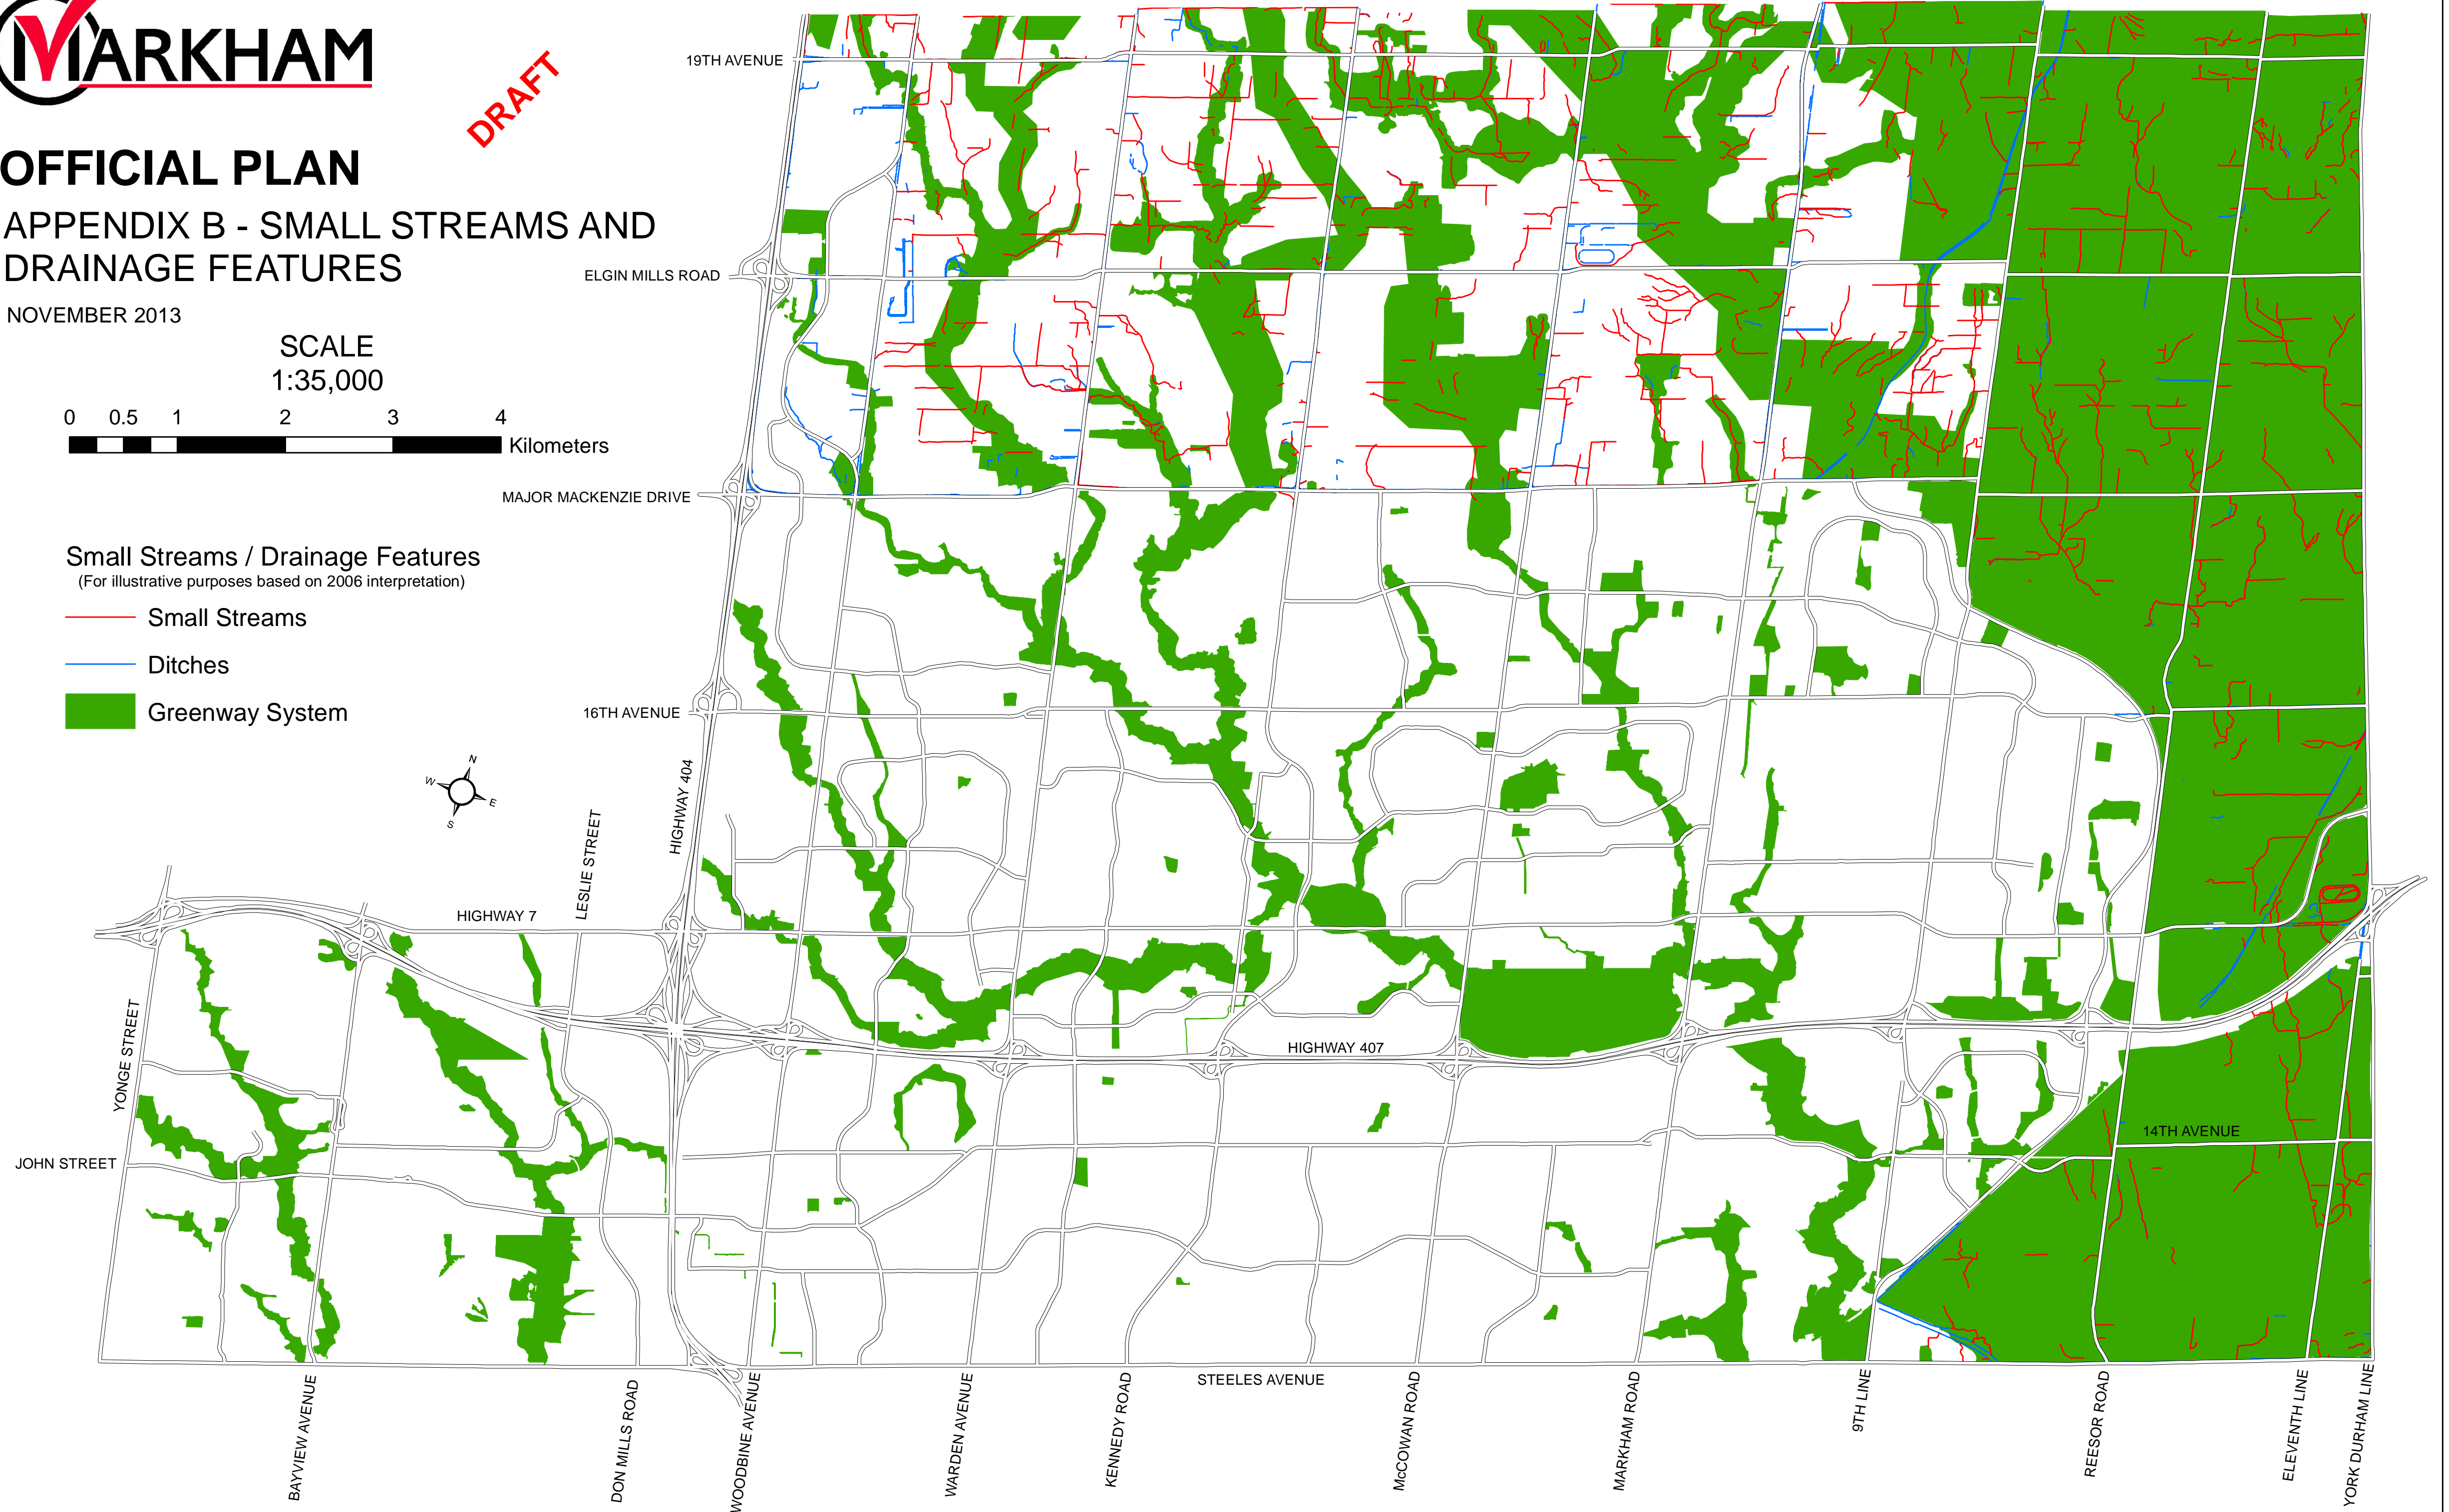 MARKHAM
DRAFT
OFFICIAL PLAN
APPENDIX B - SMALL STREAMS AND
DRAINAGE FEATURES
NOVEMBER 2013
SCALE
1:35,000
0 0.5 1 2 3 4
Kilometers
Small Streams / Drainage Features
(For illustrative purposes based on 2006 interpretation)
Small Streams
Ditches
Greenway System
N
W
E
S
19TH AVENUE
ELGIN MILLS ROAD
MAJOR MACKENZIE DRIVE
16TH AVENUE
HIGHWAY 404
LESLIE STREET
HIGHWAY 7
YONGE STREET
HIGHWAY 407
14TH AVENUE
JOHN STREET
STEELES AVENUE
BAYVIEW AVENUE
DON MILLS ROAD
WOODBINE AVENUE
WARDEN AVENUE
KENNEDY ROAD
McCOWAN ROAD
MARKHAM ROAD
9TH LINE
REESOR ROAD
ELEVENTH LINE
YORK DURHAM LINE